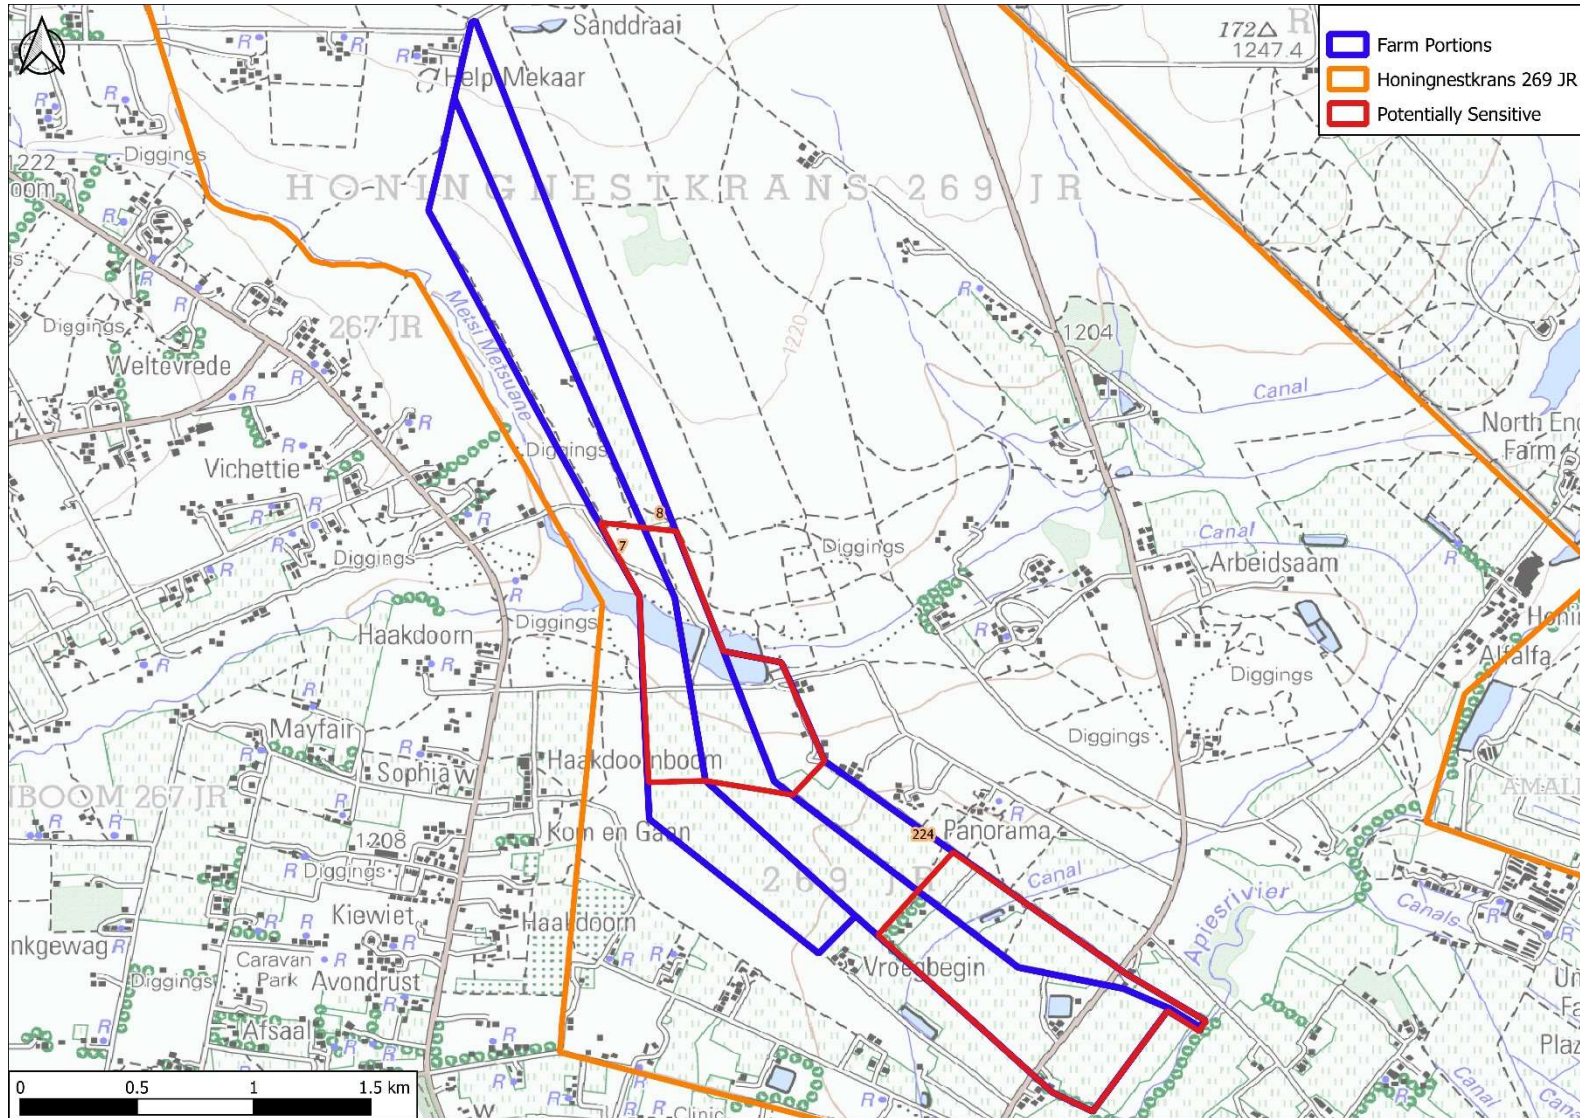 Sanddraai
172△
R
1247.4
Farm Portions
Honingnestkrans 269 JR
Potentially Sensitive
R
R
R
R
Help Mekaar
R
R
1222
Diggings
HONINGNESTKRANS 269 JR
R
R
R
R
1204
1220
Metsi Metsuane
267 JR
Diggings
Weltevrede
R
R
Canal
North End
Farm
R
R
Diggings
Vichettie
R
R
8
7
Canal
R
Diggings
Diggings
Arbeidsaam
R
R
Haakdoorn
Diggings
R
R
Alfalfa
Diggings
R
Mayfair
Diggings
Sophia
W
R
Haakdoornboom
NBOOM 267 JR
R
R
R
1208
Kom en Gaan
224
Panorama
Diggings
R
269 JR
Canal
Kiewiet
Haakdoorn
Apiesrivier
Canals
R
R
R
R
nkgewag
R
Caravan
Park
Avondrust
Diggings
R
R
Vroegbegin
R
Afsaal
R
R
R
Canal
Canal
Clinic
W
0
0.5
1
1.5 km